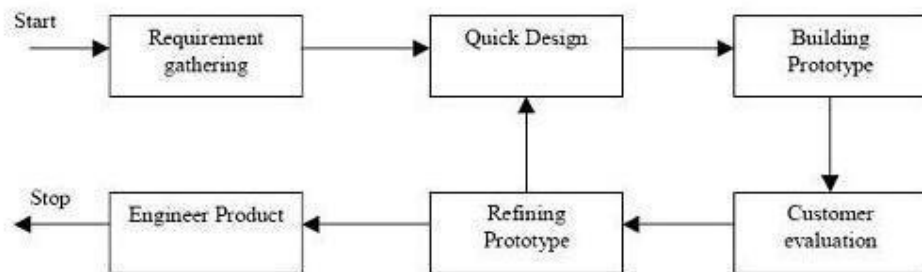 Start
Requirement
gathering
Quick Design
Building
Prototype
Stop
Engineer Product
Refining
Prototype
Customer
evaluation